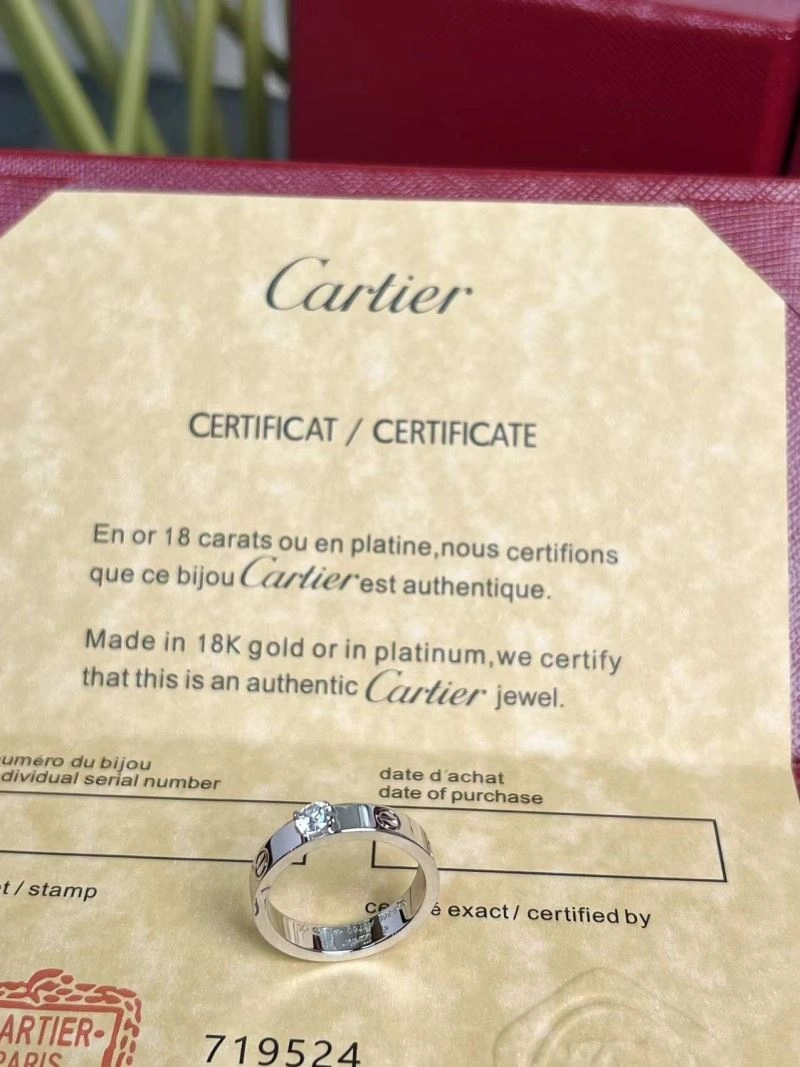 Cartier
CERTIFICAT / CERTIFICATE
En or 18 carats ou en platine,nous certifions
que ce bijou Cartier est authentique.
Made in 18K gold or in platinum,we certify
that this is an authentic Cartier jewel.
uméro du bijou
dividual serial number
date d'achat
date of purchase
t / stamp
ce é exact / certified by
ARTIER-
PARIS
719524